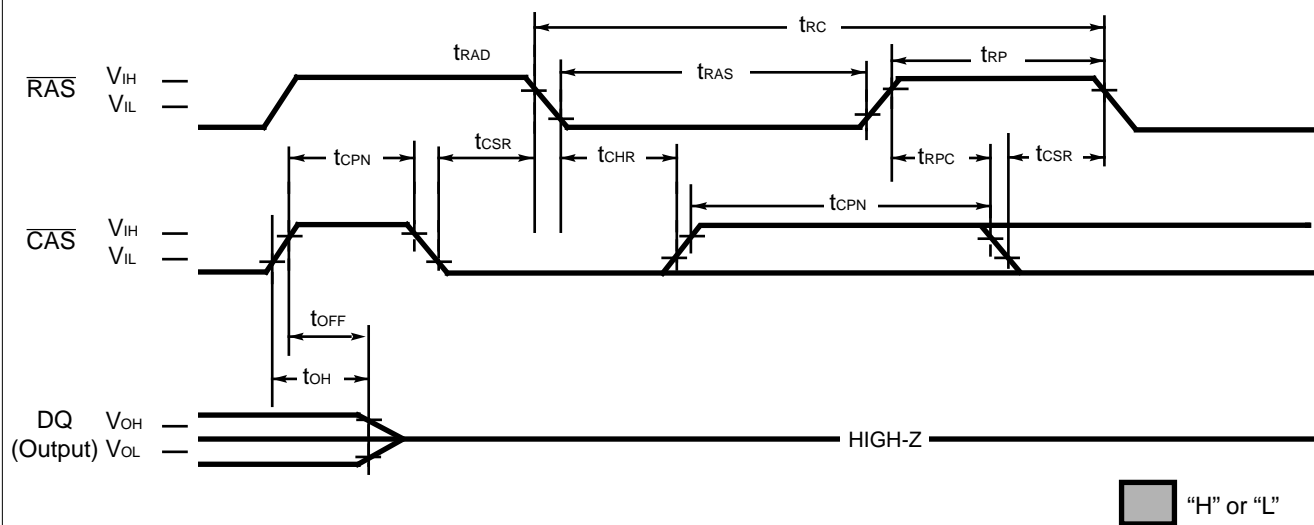 tRC
tRAD
tRAS
tRP
RAS
VIH
VIL
tCPN
tCSR
tCHR
tRPC
tCSR
tCPN
CAS
VIH
VIL
tOFF
tOH
DQ
(Output)
VOH
VOL
HIGH-Z
“H” or “L”